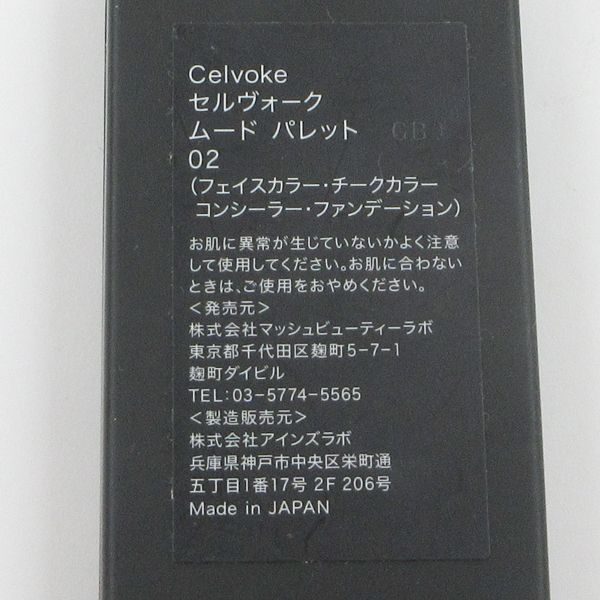 Celvoke
セルヴォーク
ムード パレット
02
(フェイスカラー・チークカラー
コンシーラー・ファンデーション)
お肌に異常が生じていないかよく注意
して使用してください。お肌に合わない
ときは、ご使用をおやめください。
<発売元>
株式会社マッシュビューティーラボ
東京都千代田区麹町5-7-1
麹町ダイビル
TEL:03-5774-5565
<製造販売元>
株式会社アインズラボ
兵庫県神戸市中央区栄町通
五丁目1番17号 2F 206号
Made in JAPAN